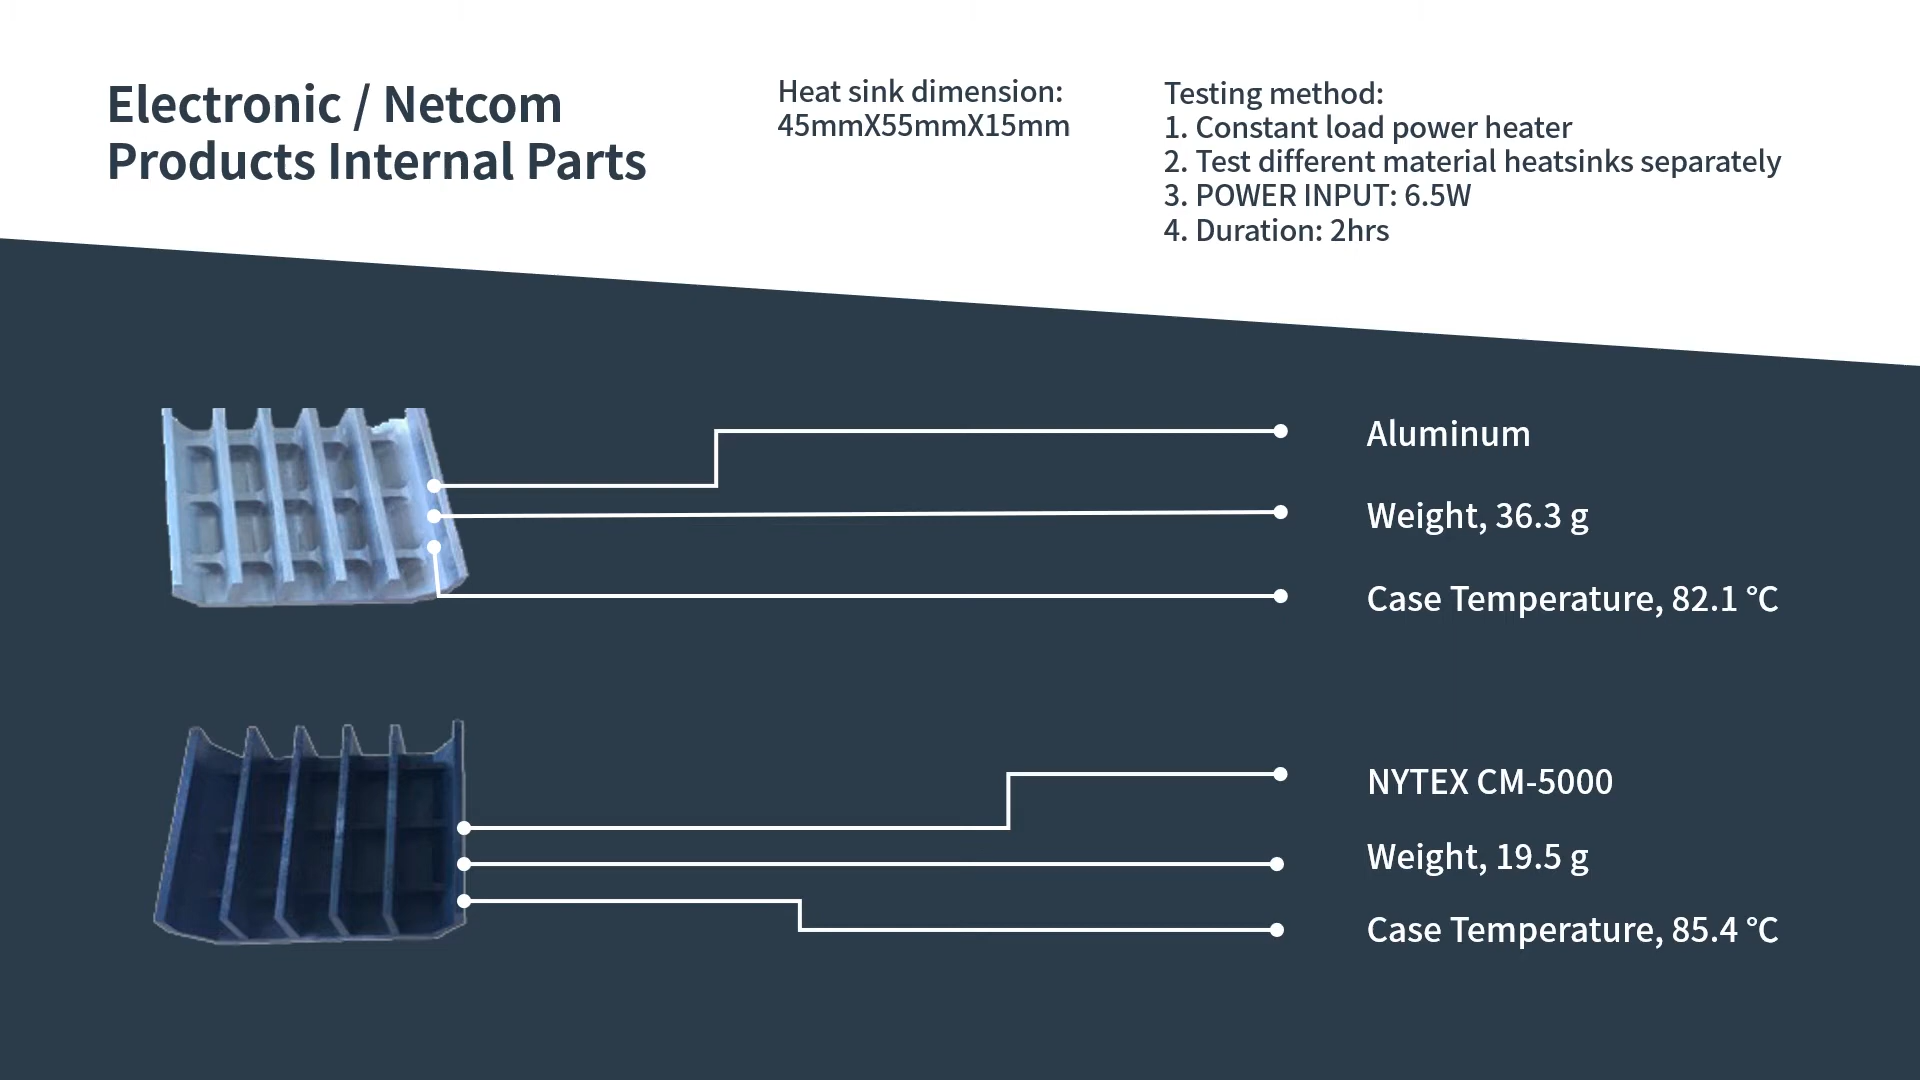 Electronic / Netcom
Products Internal Parts
Heat sink dimension:
45mmX55mmX15mm
Testing method:
1. Constant load power heater
2. Test different material heatsinks separately
3. POWER INPUT: 6.5W
4. Duration: 2hrs
Aluminum
Weight, 36.3 g
Case Temperature, 82.1 °C
NYTEX CM-5000
Weight, 19.5 g
Case Temperature, 85.4 °C